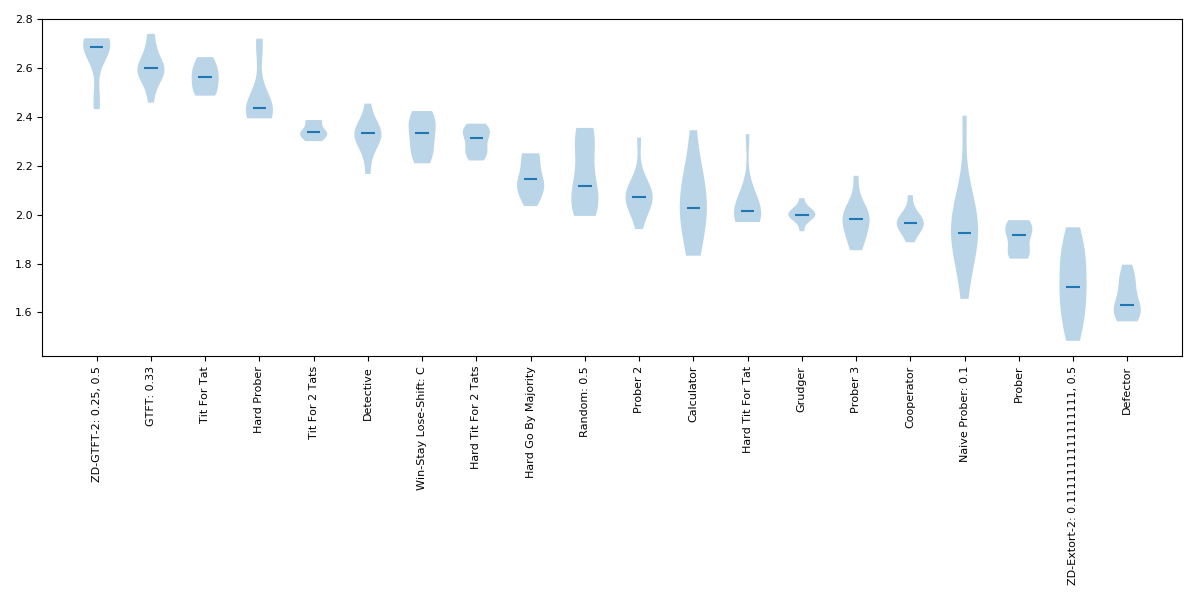 2.8
2.6
2.4
2.2
2.0
1.8
1.6
ZD-GTFT-2: 0.25, 0.5
GTFT: 0.33
Tit For Tat
Hard Prober
Tit For 2 Tats
Detective
Win-Stay Lose-Shift: C
Hard Tit For 2 Tats
Hard Go By Majority
Random: 0.5
Prober 2
Calculator
Hard Tit For Tat
Grudger
Prober 3
Cooperator
Naive Prober: 0.1
Prober
ZD-Extort-2: 0.1111111111111111, 0.5
Defector